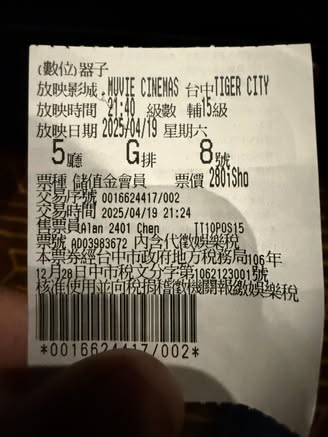 (數位)器子
放映影城 MUVIE CINEMAS 台中TIGER CITY
放映時間 21:40 級數 輔15級
放映日期 2025/04/19 星期六
5廳 G排 8號
票種 儲值金會員 票價 280iSho
交易序號 0016624417/002
交易時間 2025/04/19 21:24
售票員Alan 2401 Chen TT10POS15
票號 AD03983672 內含代徵娛樂稅
本票券經台中市政府地方稅務局106年
12月28日中市稅文分字第1062123001號
核准使用並向稅捐稽徵機關報繳娛樂稅
*0016624417/002*